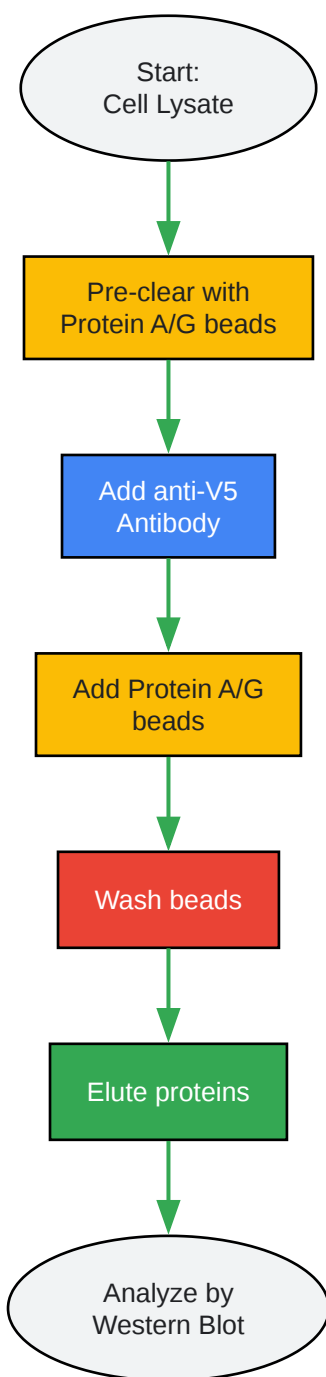 Start:
Cell Lysate
Pre-clear with
Protein A/G beads
Add anti-V5
Antibody
Add Protein A/G
beads
Wash beads
Elute proteins
Analyze by
Western Blot